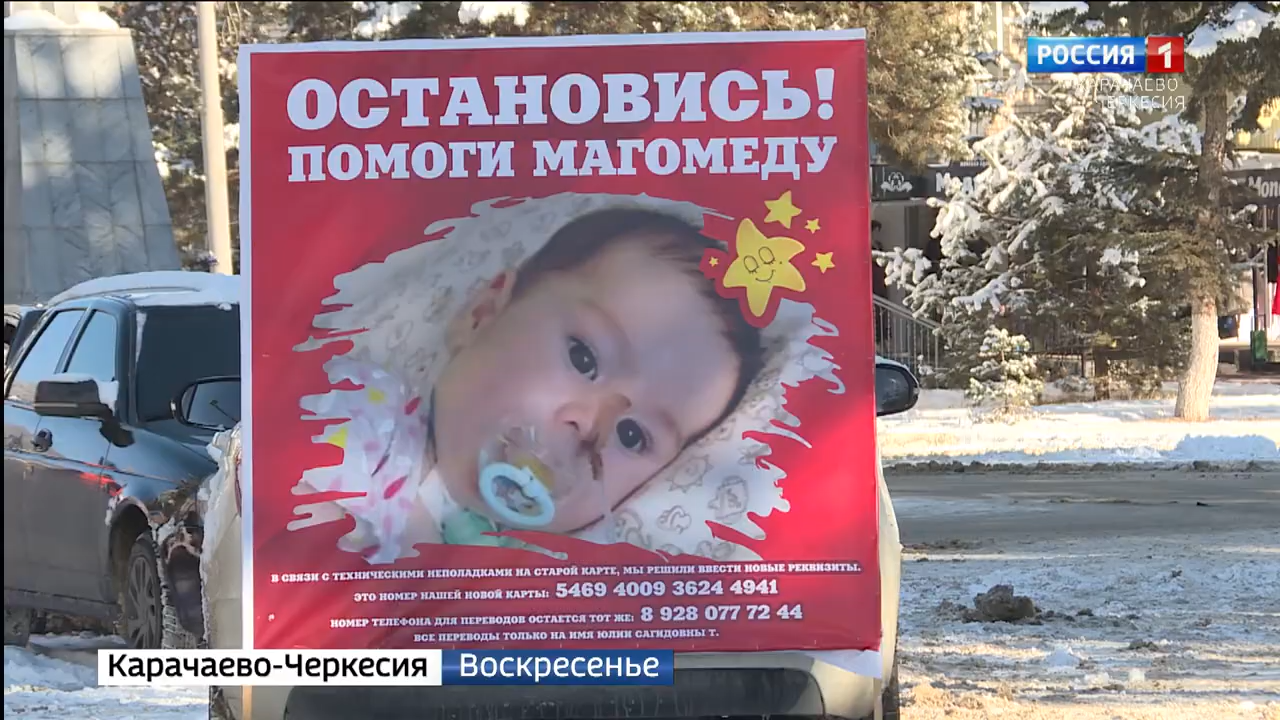 РОССИЯ 1
КАРАЧАЕВО
ЧЕРКЕСИЯ
ОСТАНОВИСЬ!
ПОМОГИ МАГОМЕДУ
В СВЯЗИ С ТЕХНИЧЕСКИМИ НЕПОЛАДКАМИ НА СТАРОЙ КАРТЕ, МЫ РЕШИЛИ ВВЕСТИ НОВЫЕ РЕКВИЗИТЫ.
ЭТО НОМЕР НАШЕЙ НОВОЙ КАРТЫ: 5469 4009 3624 4941
НОМЕР ТЕЛЕФОНА ДЛЯ ПЕРЕВОДОВ ОСТАЕТСЯ ТОТ ЖЕ: 8 928 077 72 44
ВСЕ ПЕРЕВОДЫ ТОЛЬКО НА ИМЯ ЮЛИИ САГИДОВНЫ Т.
Карачаево-Черкесия Воскресенье